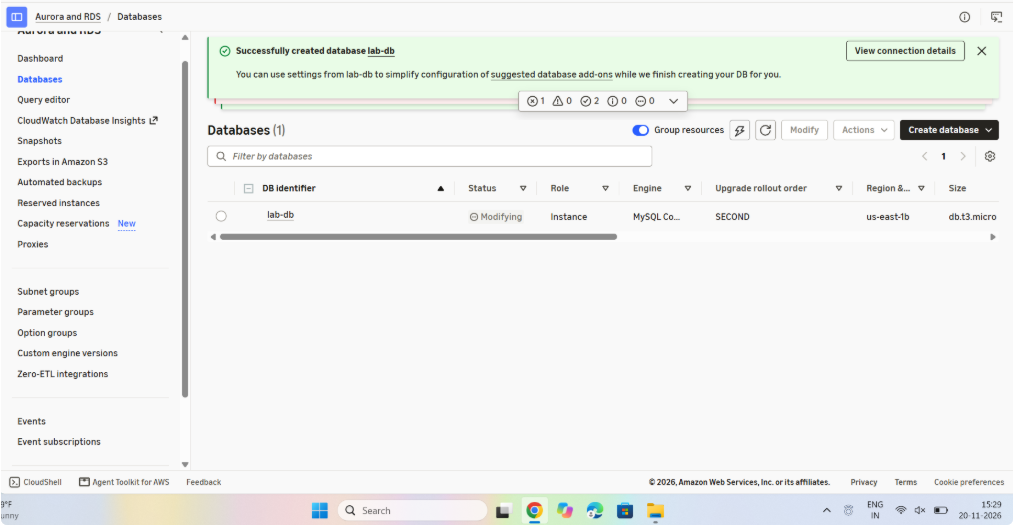 Aurora and RDS / Databases
Aurora and RDS
Dashboard
Databases
Query editor
CloudWatch Database Insights
Snapshots
Exports in Amazon S3
Automated backups
Reserved instances
Capacity reservations New
Proxies
Subnet groups
Parameter groups
Option groups
Custom engine versions
Zero-ETL integrations
Events
Event subscriptions
Successfully created database lab-db
View connection details
You can use settings from lab-db to simplify configuration of suggested database add-ons while we finish creating your DB for you.
1 0 2 0 0
Databases (1)
Group resources
Modify
Actions
Create database
Filter by databases
1
DB identifier Status Role Engine Upgrade rollout order Region &... Size
lab-db Modifying Instance MySQL Co... SECOND us-east-1b db.t3.micro
CloudShell Agent Toolkit for AWS Feedback © 2026, Amazon Web Services, Inc. or its affiliates. Privacy Terms Cookie preferences
Search
ENG
IN
15:29
20-11-2026